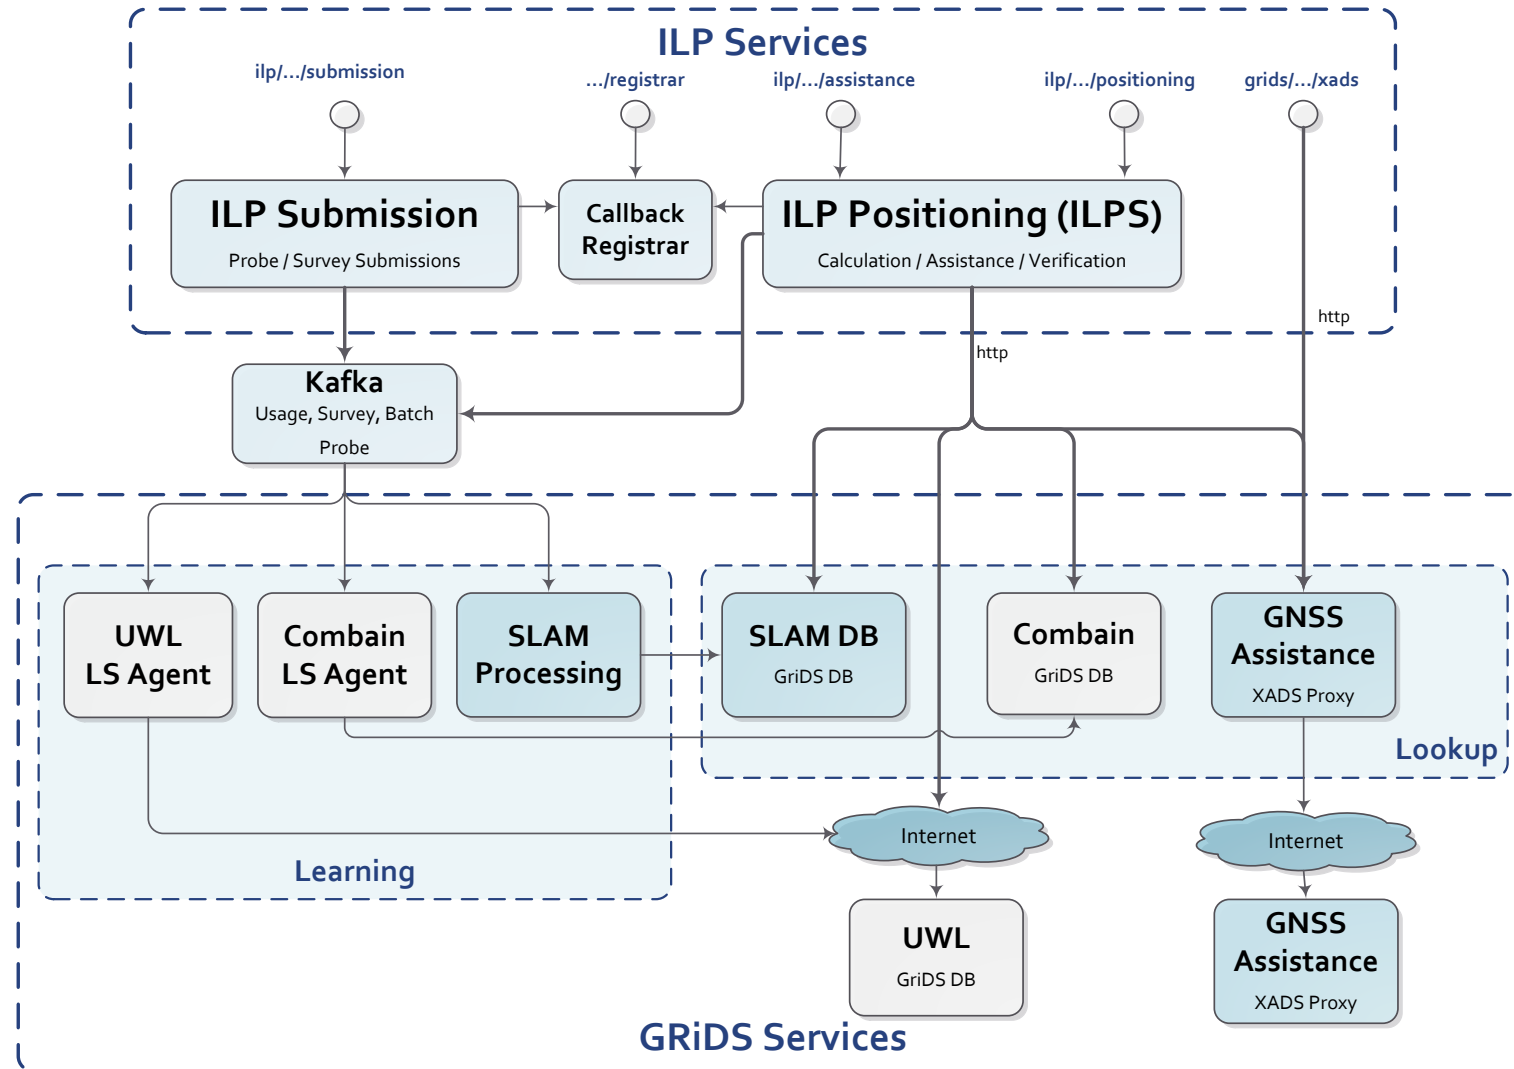 ILP Services
ilp/.../submission
.../registrar
ilp/.../assistance
ilp/.../positioning
grids/.../xads
ILP Submission
Probe / Survey Submissions
Callback
Registrar
ILP Positioning (ILPS)
Calculation / Assistance / Verification
http
http
Kafka
Usage, Survey, Batch
Probe
UWL
LS Agent
Combain
LS Agent
SLAM
Processing
SLAM DB
GriDS DB
Combain
GriDS DB
GNSS
Assistance
XADS Proxy
Lookup
Learning
Internet
Internet
UWL
GriDS DB
GNSS
Assistance
XADS Proxy
GRiDS Services